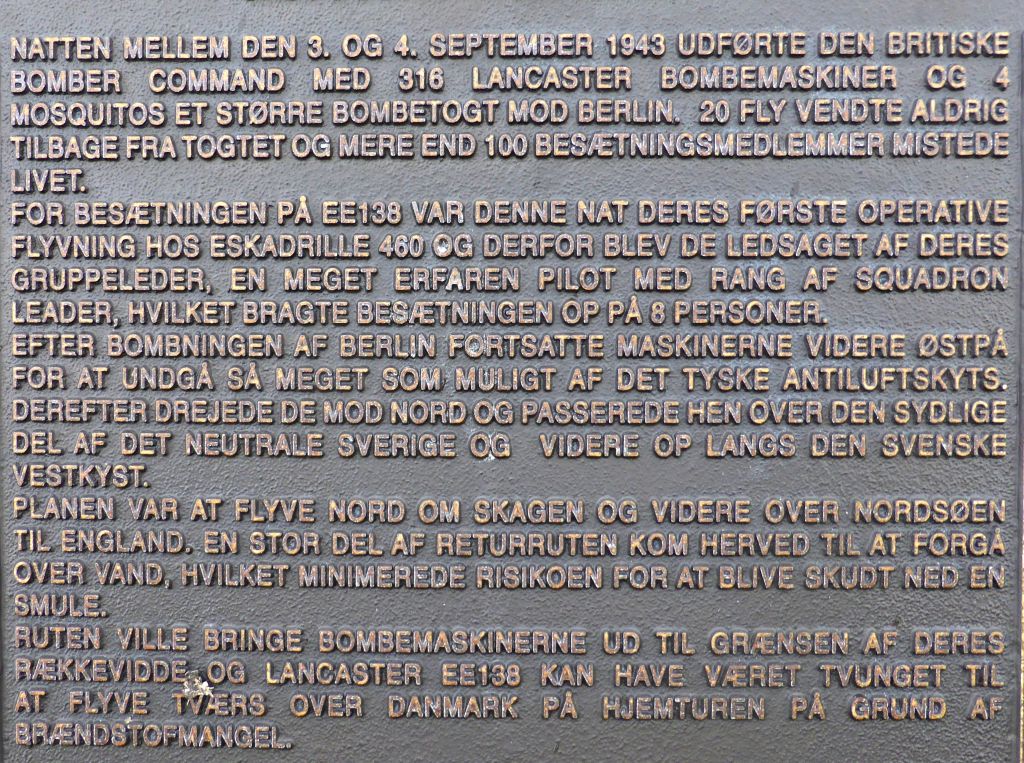 NATTEN MELLEM DEN 3. OG 4. SEPTEMBER 1943 UDFØRTE DEN BRITISKE
BOMBER COMMAND MED 316 LANCASTER BOMBEMASKINER OG 4
MOSQUITOS ET STØRRE BOMBETOGT MOD BERLIN. 20 FLY VENDTE ALDRIG
TILBAGE FRA TOGTET OG MERE END 100 BESÆTNINGSMEDLEMMER MISTEDE
LIVET.
FOR BESÆTNINGEN PÅ EE138 VAR DENNE NAT DERES FØRSTE OPERATIVE
FLYVNING HOS ESKADRILLE 460 OG DERFOR BLEV DE LEDSAGET AF DERES
GRUPPELEDER, EN MEGET ERFAREN PILOT MED RANG AF SQUADRON
LEADER, HVILKET BRAGTE BESÆTNINGEN OP PÅ 8 PERSONER.
EFTER BOMBNINGEN AF BERLIN FORTSATTE MASKINERNE VIDERE ØSTPÅ
FOR AT UNDGÅ SÅ MEGET SOM MULIGT AF DET TYSKE ANTILUFTSKYTS.
DEREFTER DREJEDE DE MOD NORD OG PASSEREDE HEN OVER DEN SYDLIGE
DEL AF DET NEUTRALE SVERIGE OG VIDERE OP LANGS DEN SVENSKE
VESTKYST.
PLANEN VAR AT FLYVE NORD OM SKAGEN OG VIDERE OVER NORDSØEN
TIL ENGLAND. EN STOR DEL AF RETURRUTEN KOM HERVED TIL AT FORGÅ
OVER VAND, HVILKET MINIMEREDE RISIKOEN FOR AT BLIVE SKUDT NED EN
SMULE.
RUTEN VILLE BRINGE BOMBEMASKINERNE UD TIL GRÆNSEN AF DERES
RÆKKEVIDDE OG LANCASTER EE138 KAN HAVE VÆRET TVUNGET TIL
AT FLYVE TVÆRS OVER DANMARK PÅ HJEMTUREN PÅ GRUND AF
BRÆNDSTOFMANGEL.